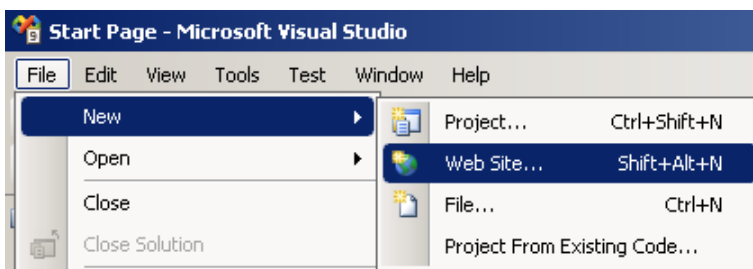 Start Page - Microsoft Visual Studio
File Edit View Tools Test Window Help
New
Open
Close
Close Solution
Project... Ctrl+Shift+N
Web Site... Shift+Alt+N
File... Ctrl+N
Project From Existing Code...